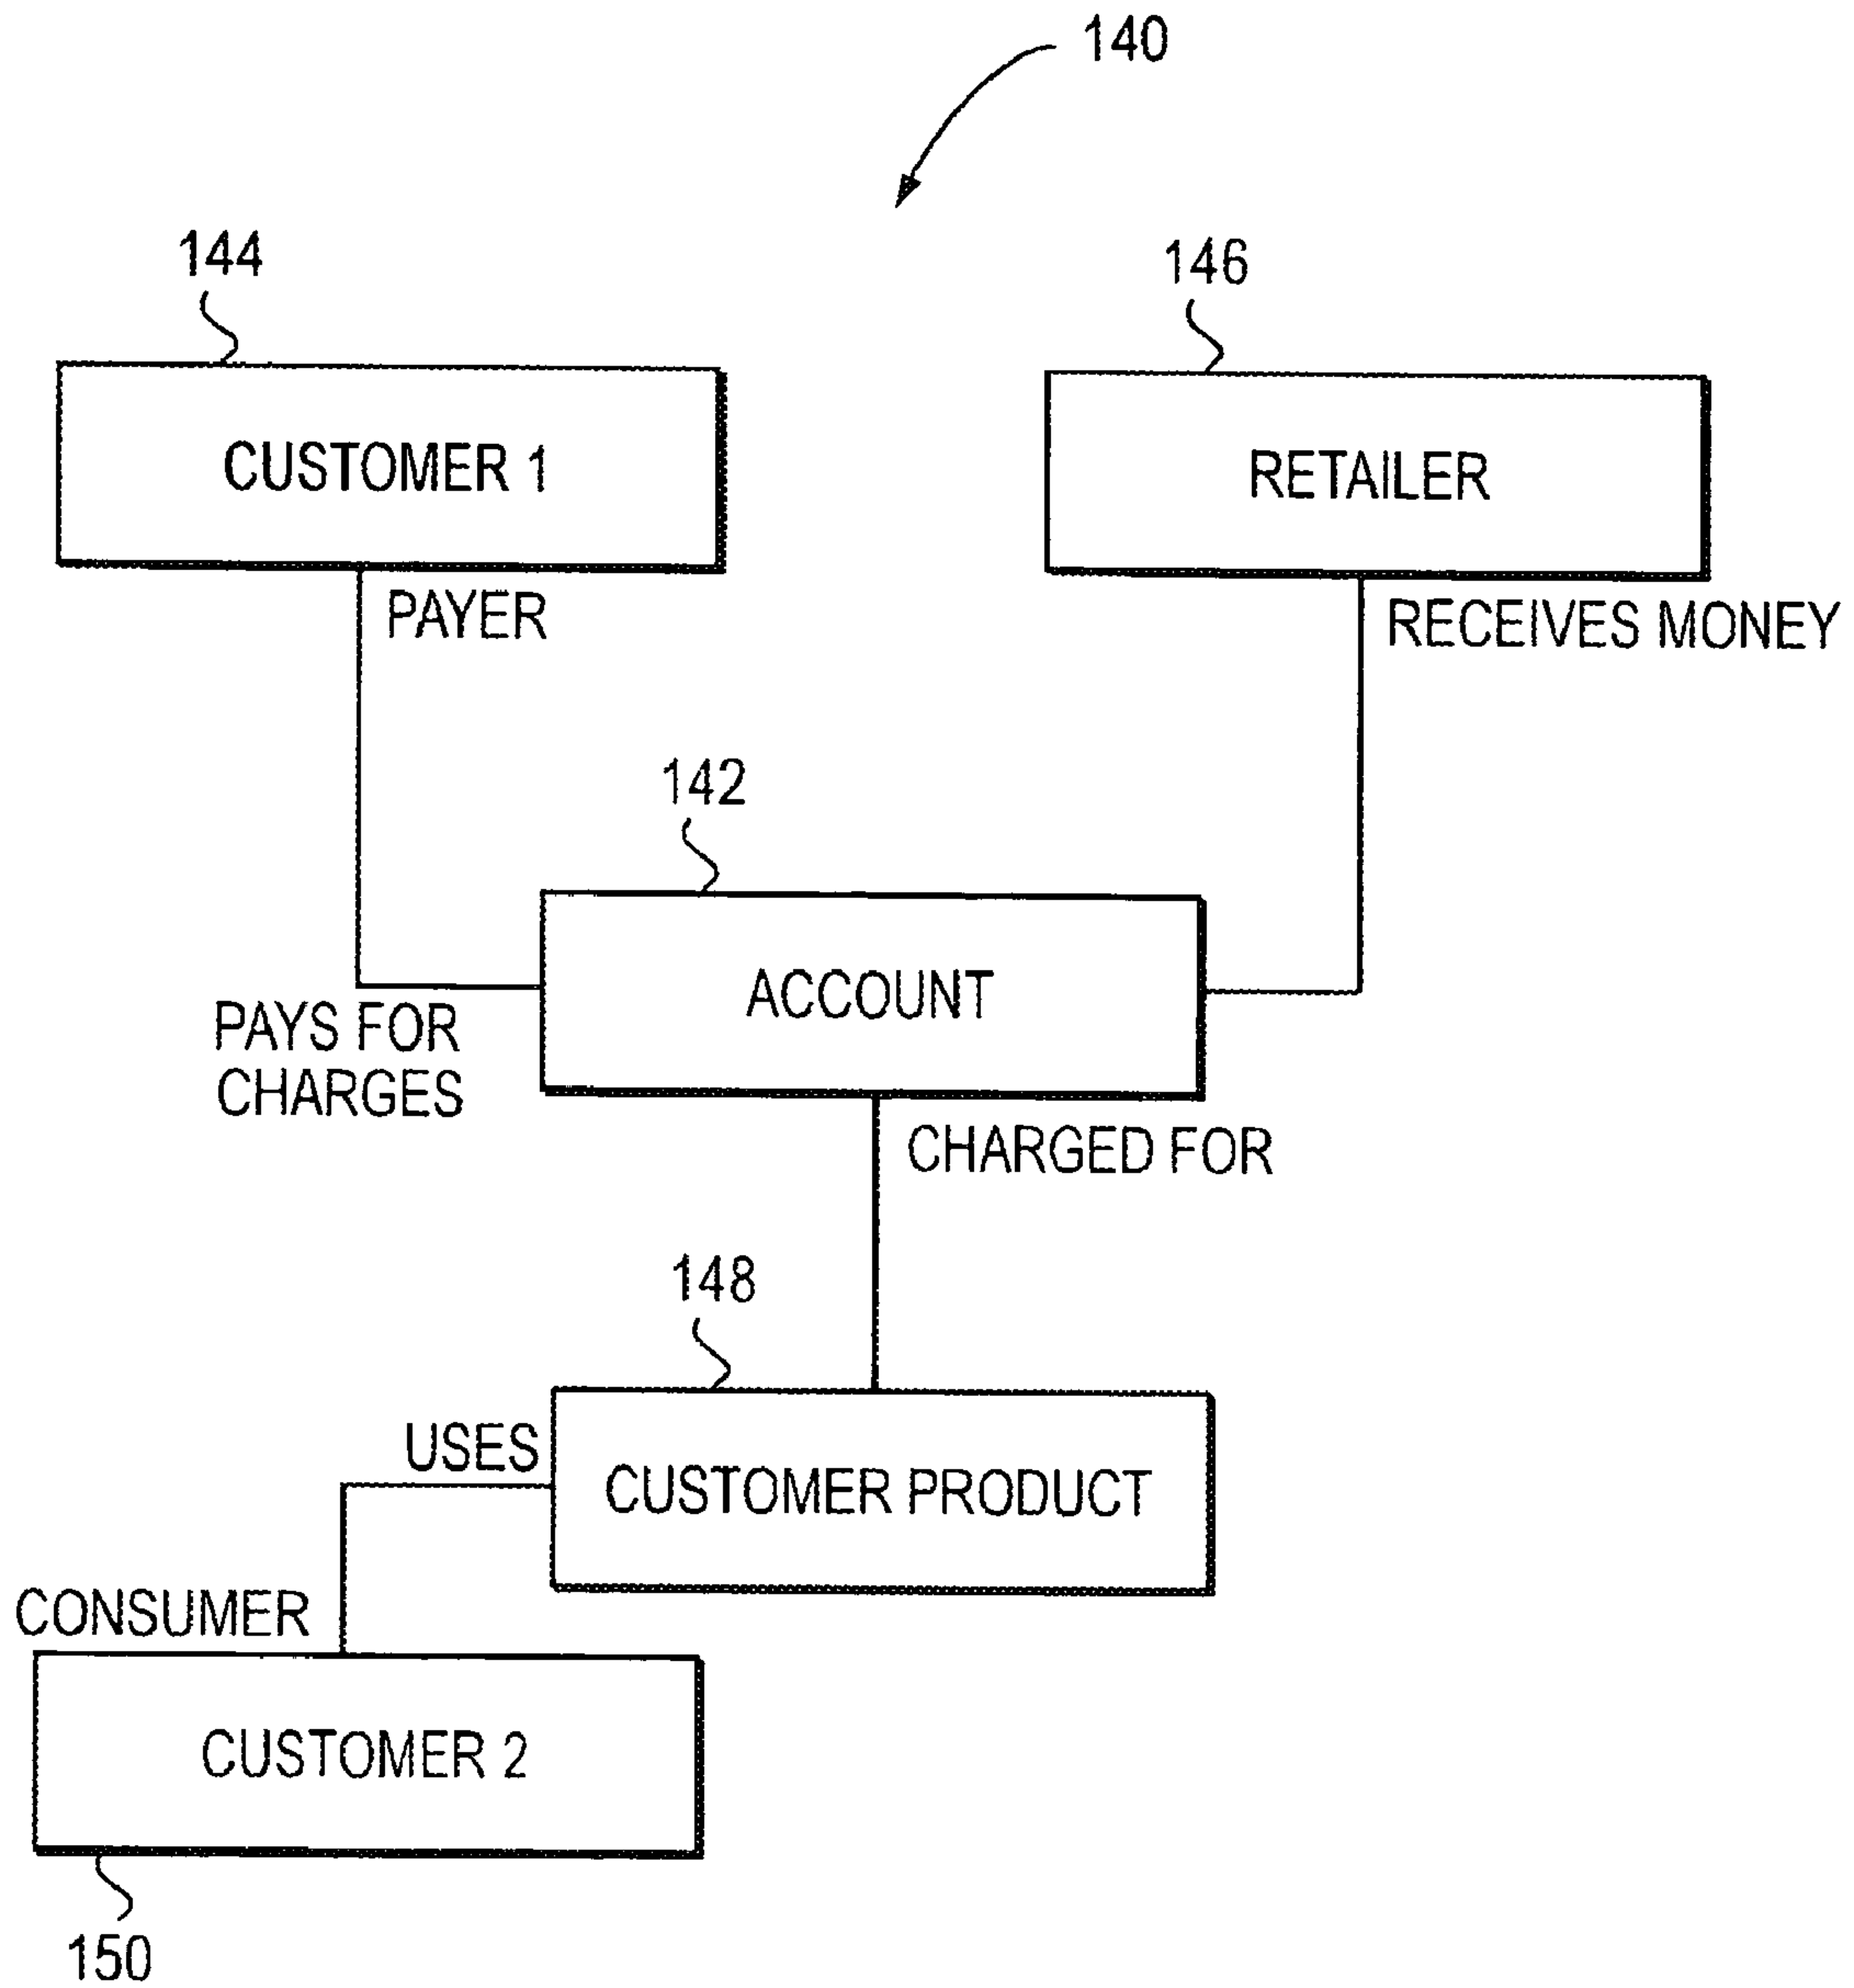 140
144
146
CUSTOMER 1
RETAILER
PAYER
RECEIVES MONEY
142
ACCOUNT
PAYS FOR
CHARGES
CHARGED FOR
148
USES
CUSTOMER PRODUCT
CONSUMER
CUSTOMER 2
150